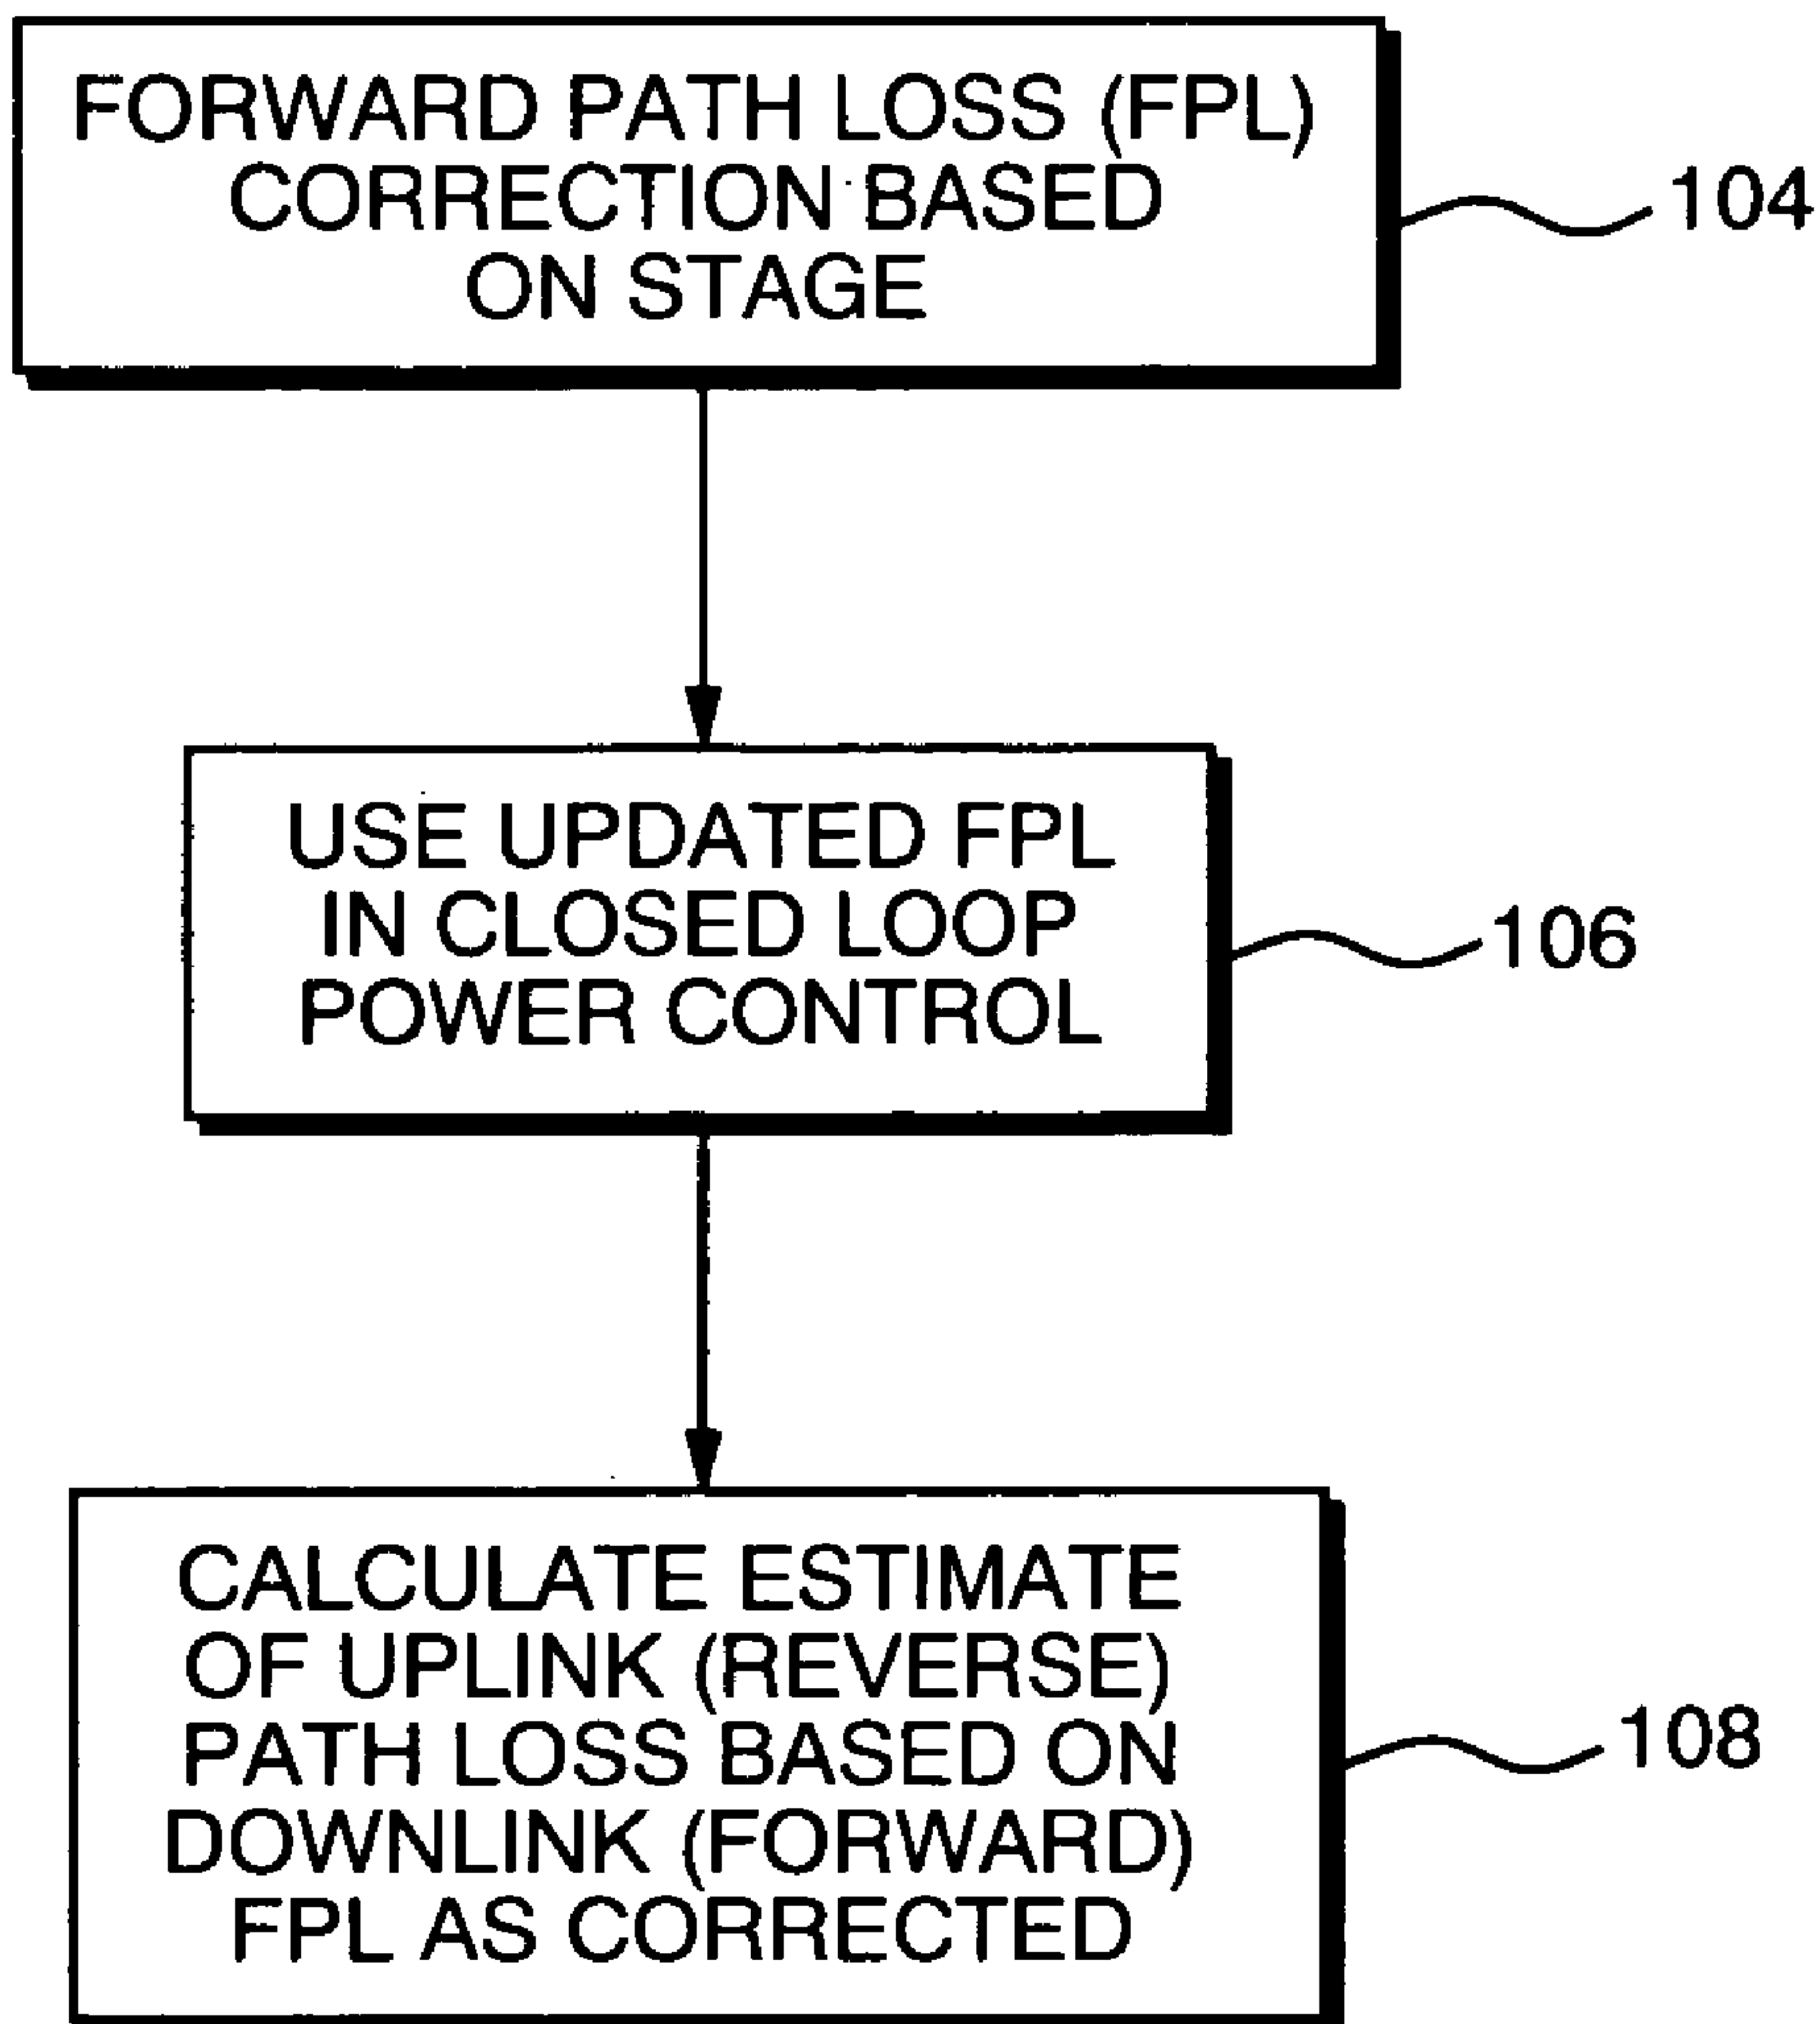 FORWARD PATH LOSS (FPL)
CORRECTION BASED
ON STAGE
104
USE UPDATED FPL
IN CLOSED LOOP
POWER CONTROL
106
CALCULATE ESTIMATE
OF UPLINK (REVERSE)
PATH LOSS BASED ON
DOWNLINK (FORWARD)
FPL AS CORRECTED
108